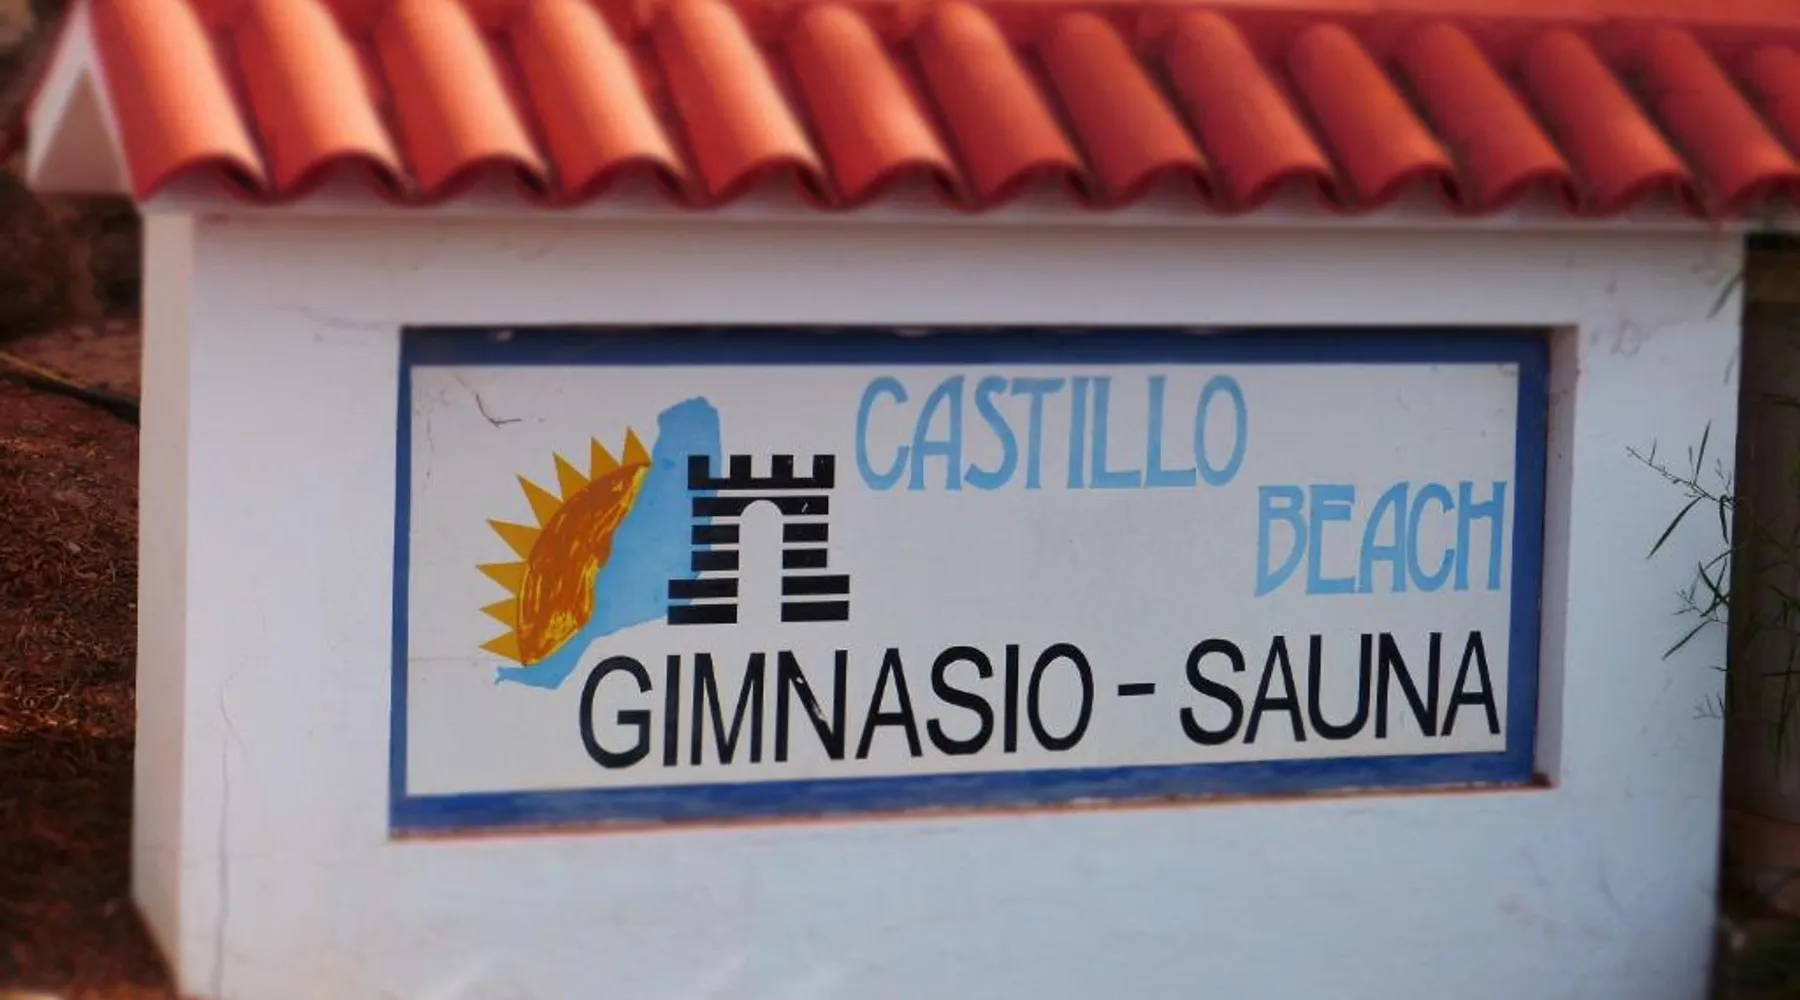 CASTILLO
BEACH
GIMNASIO - SAUNA